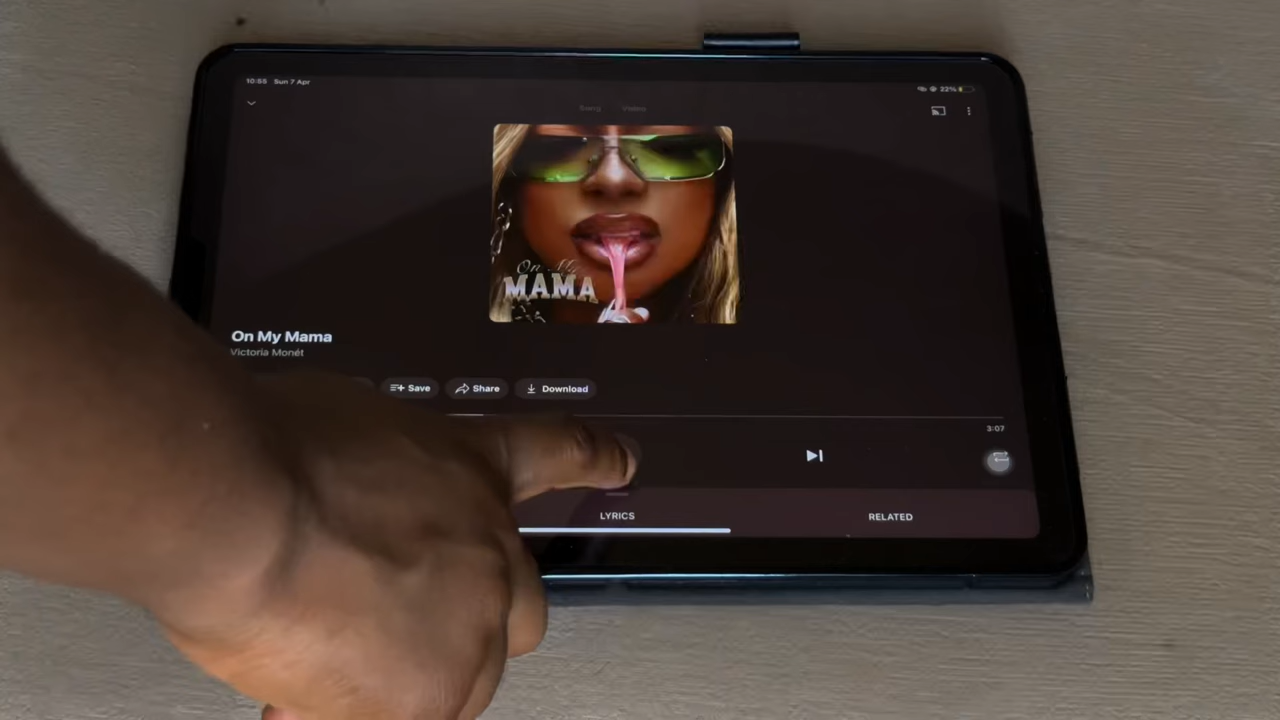 10:55 Sun 7 Apr
22%
Song Video
On My
MAMA
On My Mama
Victoria Monét
Save Share Download
3:07
LYRICS RELATED